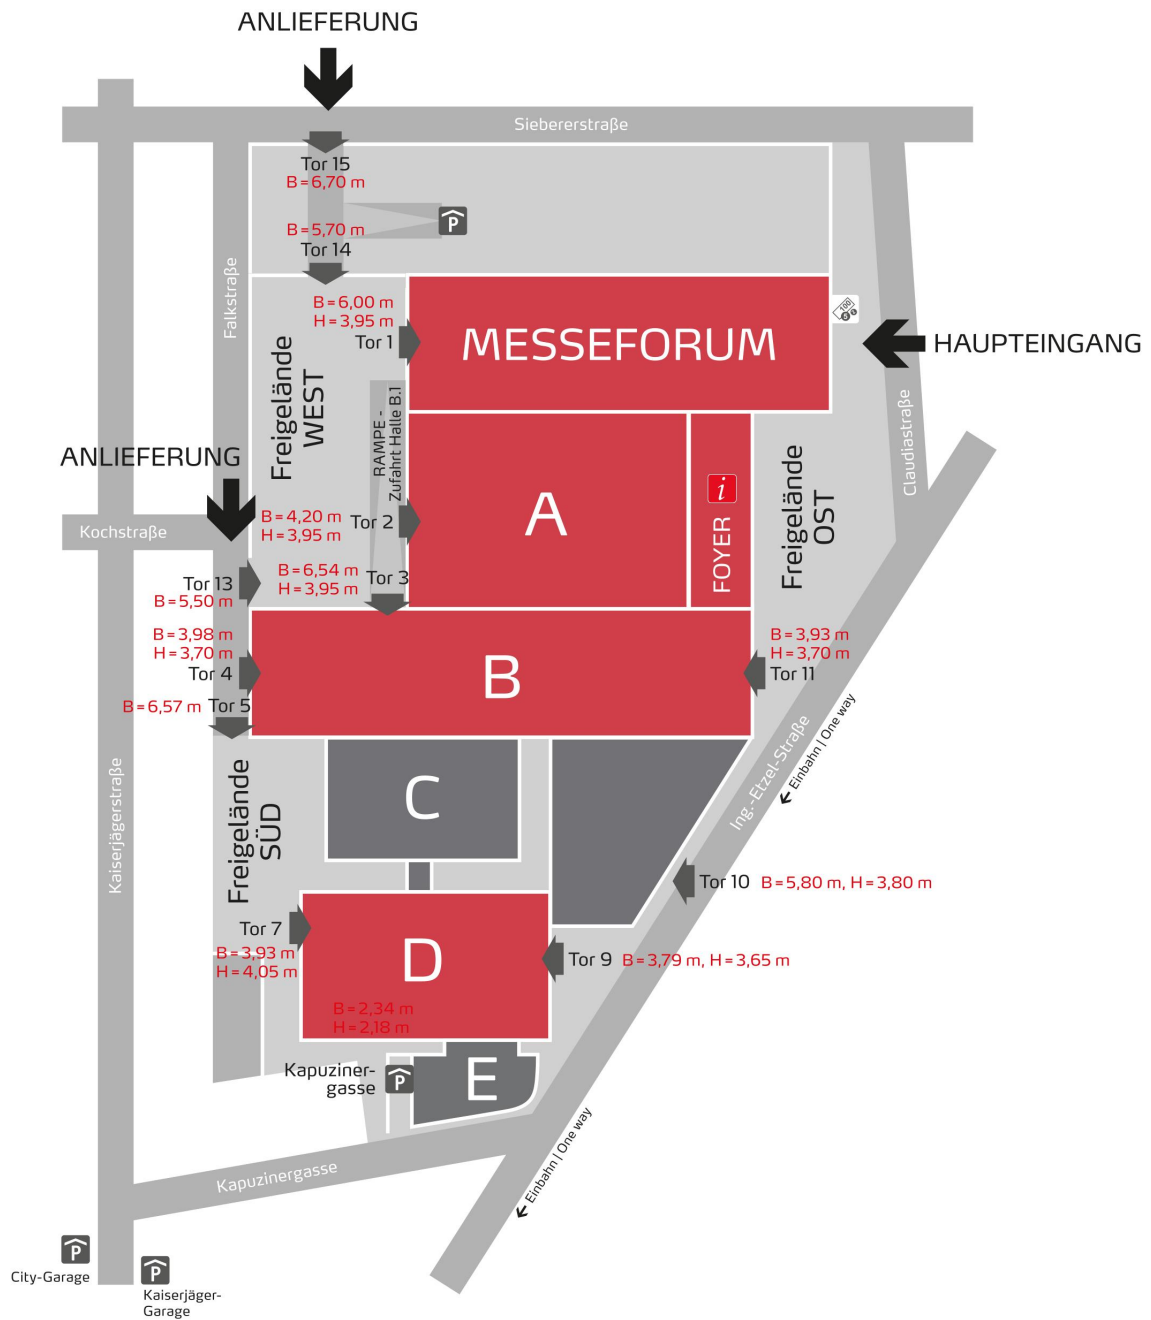 ANLIEFERUNG
Siebererstraße
Tor 15
B=6,70 m
P
B=5,70 m
Tor 14
Falkstraße
B=6,00 m
H=3,95 m
Tor 1
MESSEFORUM
100
HAUPTEINGANG
Freigelände
WEST
RAMPE -
Zufahrt Halle B.1
Claudiastraße
ANLIEFERUNG
Kochstraße
B=4,20 m
H=3,95 m
Tor 2
A
i
FOYER
Freigelände
OST
B=6,54 m
H=3,95 m
Tor 3
Tor 13
B=5,50 m
B=3,98 m
H=3,70 m
Tor 4
B
B=3,93 m
H=3,70 m
Tor 11
B=6,57 m Tor 5
Einbahn | One way
Ing.-Etzel-Straße
Kaiserjägerstraße
Freigelände
SÜD
C
Tor 10 B=5,80 m, H=3,80 m
Tor 7
B=3,93 m
H=4,05 m
D
Tor 9 B=3,79 m, H=3,65 m
B=2,34 m
H=2,18 m
Kapuziner-
gasse
P
E
Einbahn | One way
Kapuzinergasse
P
City-Garage
P
Kaiserjäger-
Garage